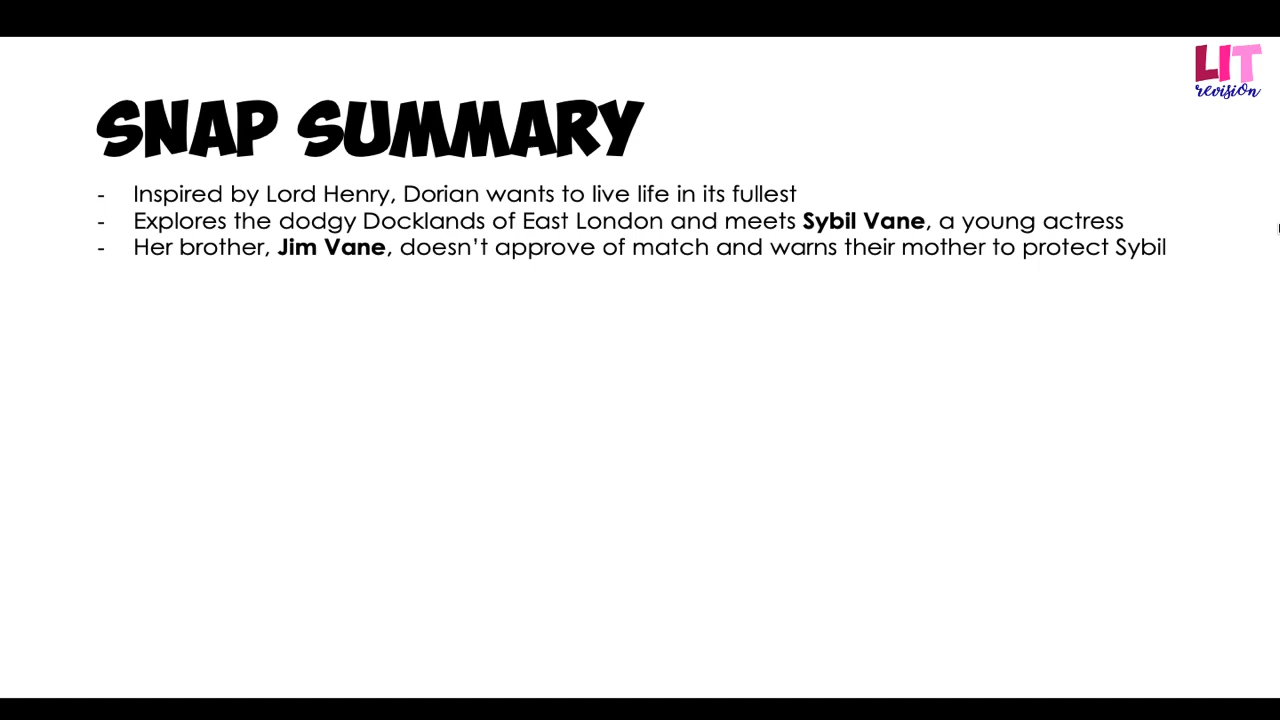 LIT
revision
SNAP SUMMARY
- Inspired by Lord Henry, Dorian wants to live life in its fullest
- Explores the dodgy Docklands of East London and meets Sybil Vane, a young actress
- Her brother, Jim Vane, doesn’t approve of match and warns their mother to protect Sybil